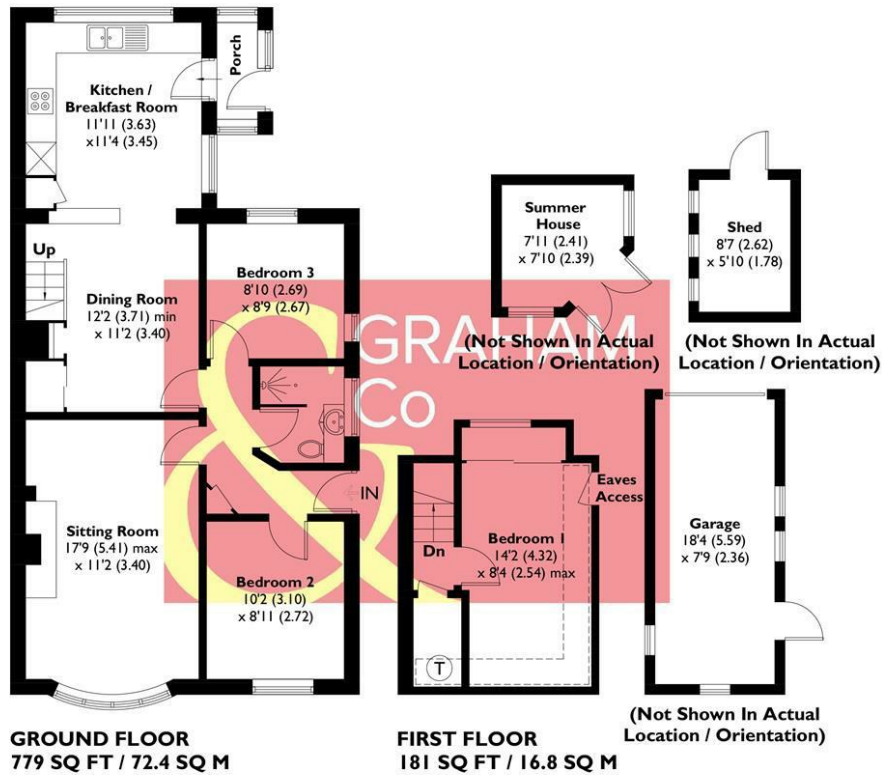 Kitchen /
Breakfast Room
11'11 (3.63)
x11'4 (3.45)
Porch
Up
Dining Room
12'2 (3.71) min
x 11'2 (3.40)
Bedroom 3
8'10 (2.69)
x 8'9 (2.67)
Summer
House
7'11 (2.41)
x 7'10 (2.39)
(Not Shown In Actual
Location / Orientation)
Shed
8'7 (2.62)
x 5'10 (1.78)
(Not Shown In Actual
Location / Orientation)
&
GRAHAM
Co
IN
Sitting Room
17'9 (5.41) max
x 11'2 (3.40)
Bedroom 2
10'2 (3.10)
x 8'11 (2.72)
Eaves
Access
Dn
Bedroom 1
14'2 (4.32)
x 8'4 (2.54) max
T
Garage
18'4 (5.59)
x 7'9 (2.36)
(Not Shown In Actual
Location / Orientation)
GROUND FLOOR
779 SQ FT / 72.4 SQ M
FIRST FLOOR
181 SQ FT / 16.8 SQ M